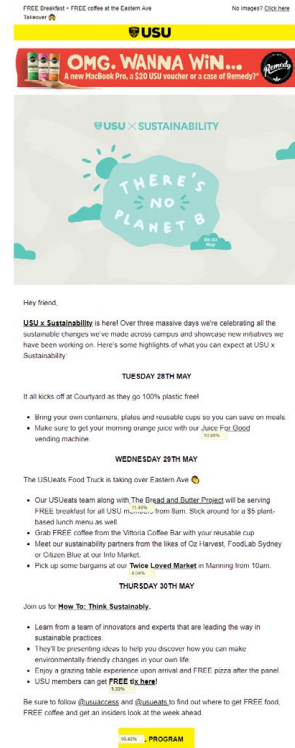 FREE Breakfast + FREE coffee at the Eastern Ave
Takeover
No Images? Click here
USU
OMG. WANNA WiN...
A new MacBook Pro, a $20 USU voucher or a case of Remedy?*
Remedy
USU X SUSTAINABILITY
THERE'S
NO
PLANET B
May
Hey friend,
USU x Sustainability is here! Over three massive days we're celebrating all the
sustainable changes we've made across campus and showcase new initiatives we
have been working on. Here's some highlights of what you can expect at USU x
Sustainability:
TUESDAY 28TH MAY
It all kicks off at Courtyard as they go 100% plastic free!
• Bring your own containers, plates and reusable cups so you can save on meals.
• Make sure to get your morning orange juice with our Juice For Good
vending machine.
WEDNESDAY 29TH MAY
The USUeats Food Truck is taking over Eastern Ave
• Our USUeats team along with The Bread and Butter Project will be serving
FREE breakfast for all USU from 8am. Stick around for a $5 plant-
based lunch menu as well
• Grab FREE coffee from the Vittoria Coffee Bar with your reusable cup
• Meet our sustainability partners from the likes of Oz Harvest, FoodLab Sydney
or Citizen Blue at our Info Market.
• Pick up some bargains at our Twice Loved Market in Manning from 10am.
THURSDAY 30TH MAY
Join us for How To: Think Sustainably.
• Learn from a team of innovators and experts that are leading the way in
sustainable practices.
• They'll be presenting ideas to help you discover how you can make
environmentally-friendly changes in your own life.
• Enjoy a grazing table experience upon arrival and FREE pizza after the panel.
• USU members can get FREE tix here!
Be sure to follow @usuaccess and @usueats to find out where to get FREE food,
FREE coffee and get an insiders look at the week ahead.
PROGRAM